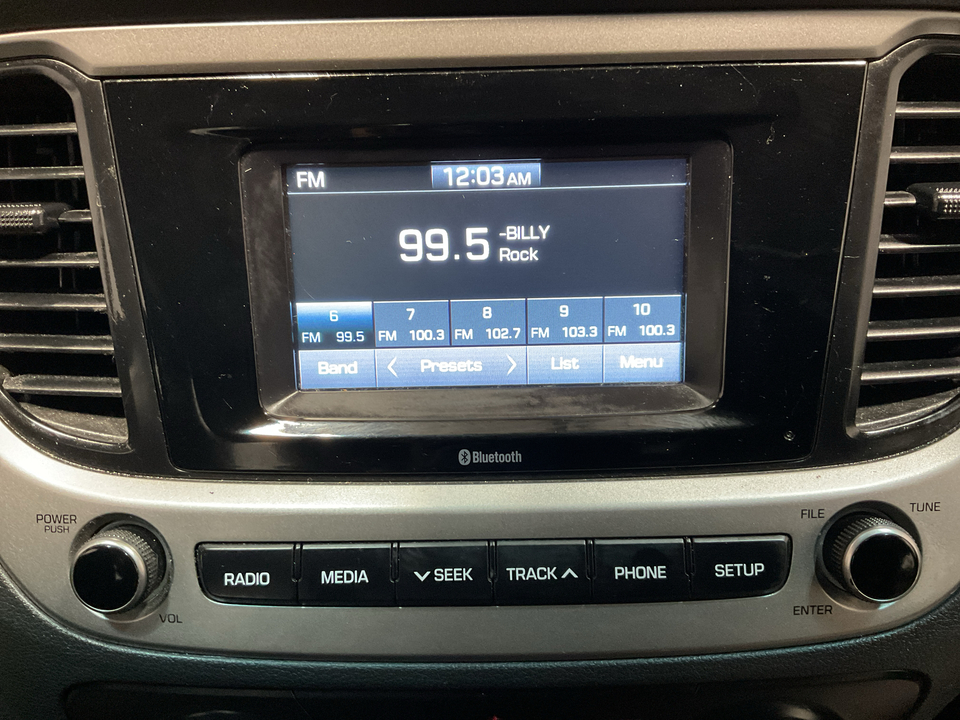 FM 12:03 AM
99.5 -BILLY
Rock
6 7 8 9 10
FM 99.5 FM 100.3 FM 102.7 FM 103.3 FM 100.3
Band < Presets > List Menu
Bluetooth
POWER
PUSH
VOL
RADIO MEDIA SEEK TRACK PHONE SETUP
FILE TUNE
ENTER